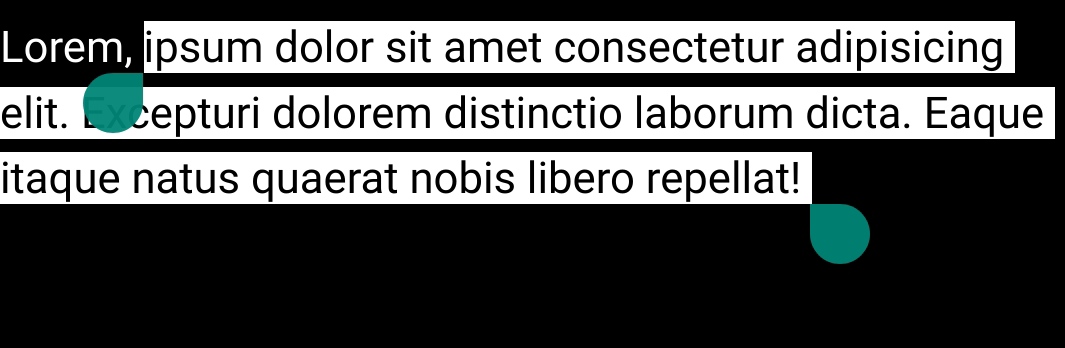 Lorem, ipsum dolor sit amet consectetur adipisicing
elit. Excepturi dolorem distinctio laborum dicta. Eaque
itaque natus quaerat nobis libero repellat!